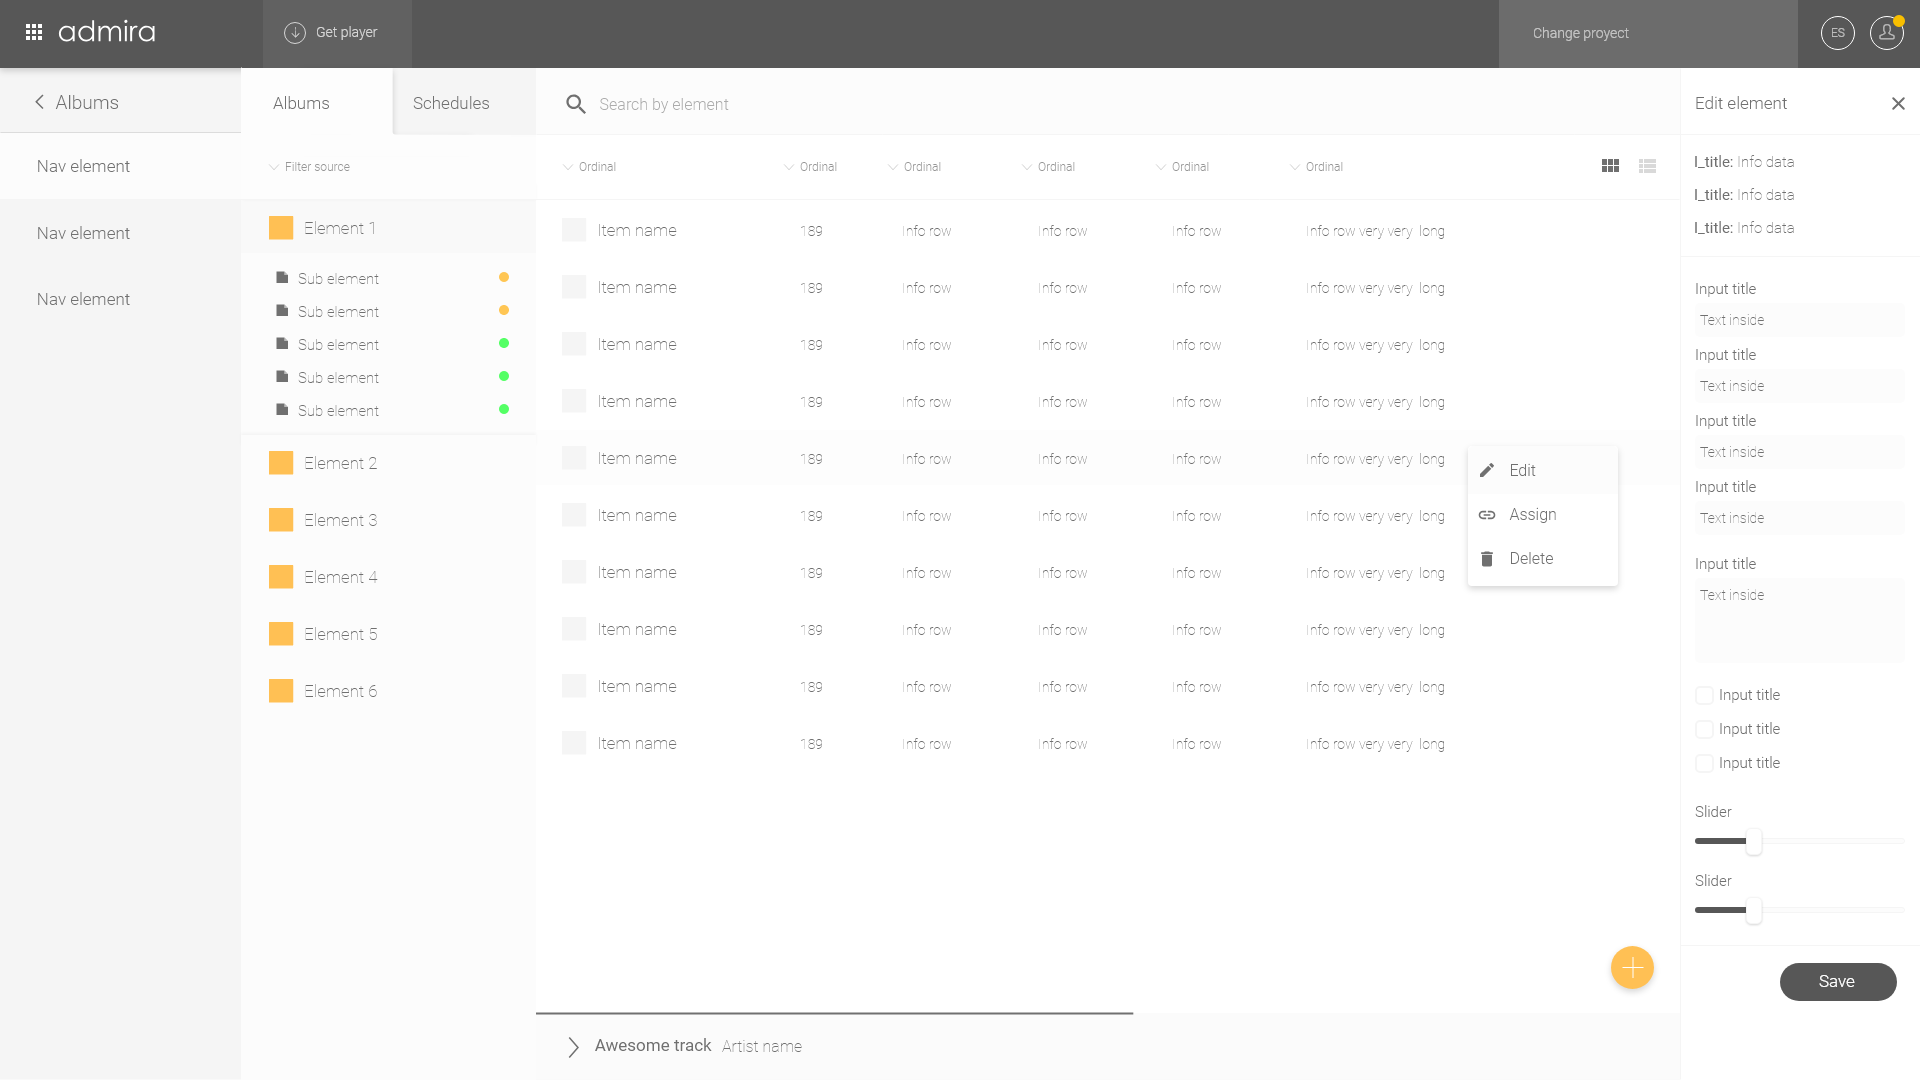 admira
Get player
Change proyect
ES
Albums
Nav element
Nav element
Nav element
Albums
Schedules
Filter source
Element 1
Sub element
Sub element
Sub element
Sub element
Sub element
Element 2
Element 3
Element 4
Element 5
Element 6
Search by element
Ordinal Ordinal Ordinal Ordinal Ordinal Ordinal
Item name 189 Info row Info row Info row Info row very very long
Item name 189 Info row Info row Info row Info row very very long
Item name 189 Info row Info row Info row Info row very very long
Item name 189 Info row Info row Info row Info row very very long
Item name 189 Info row Info row Info row Info row very very long
Item name 189 Info row Info row Info row Info row very very long
Item name 189 Info row Info row Info row Info row very very long
Item name 189 Info row Info row Info row Info row very very long
Item name 189 Info row Info row Info row Info row very very long
Item name 189 Info row Info row Info row Info row very very long
Edit
Assign
Delete
Awesome track Artist name
Edit element
I_title: Info data
I_title: Info data
I_title: Info data
Input title
Text inside
Input title
Text inside
Input title
Text inside
Input title
Text inside
Input title
Text inside
Input title
Input title
Input title
Slider
Slider
Save